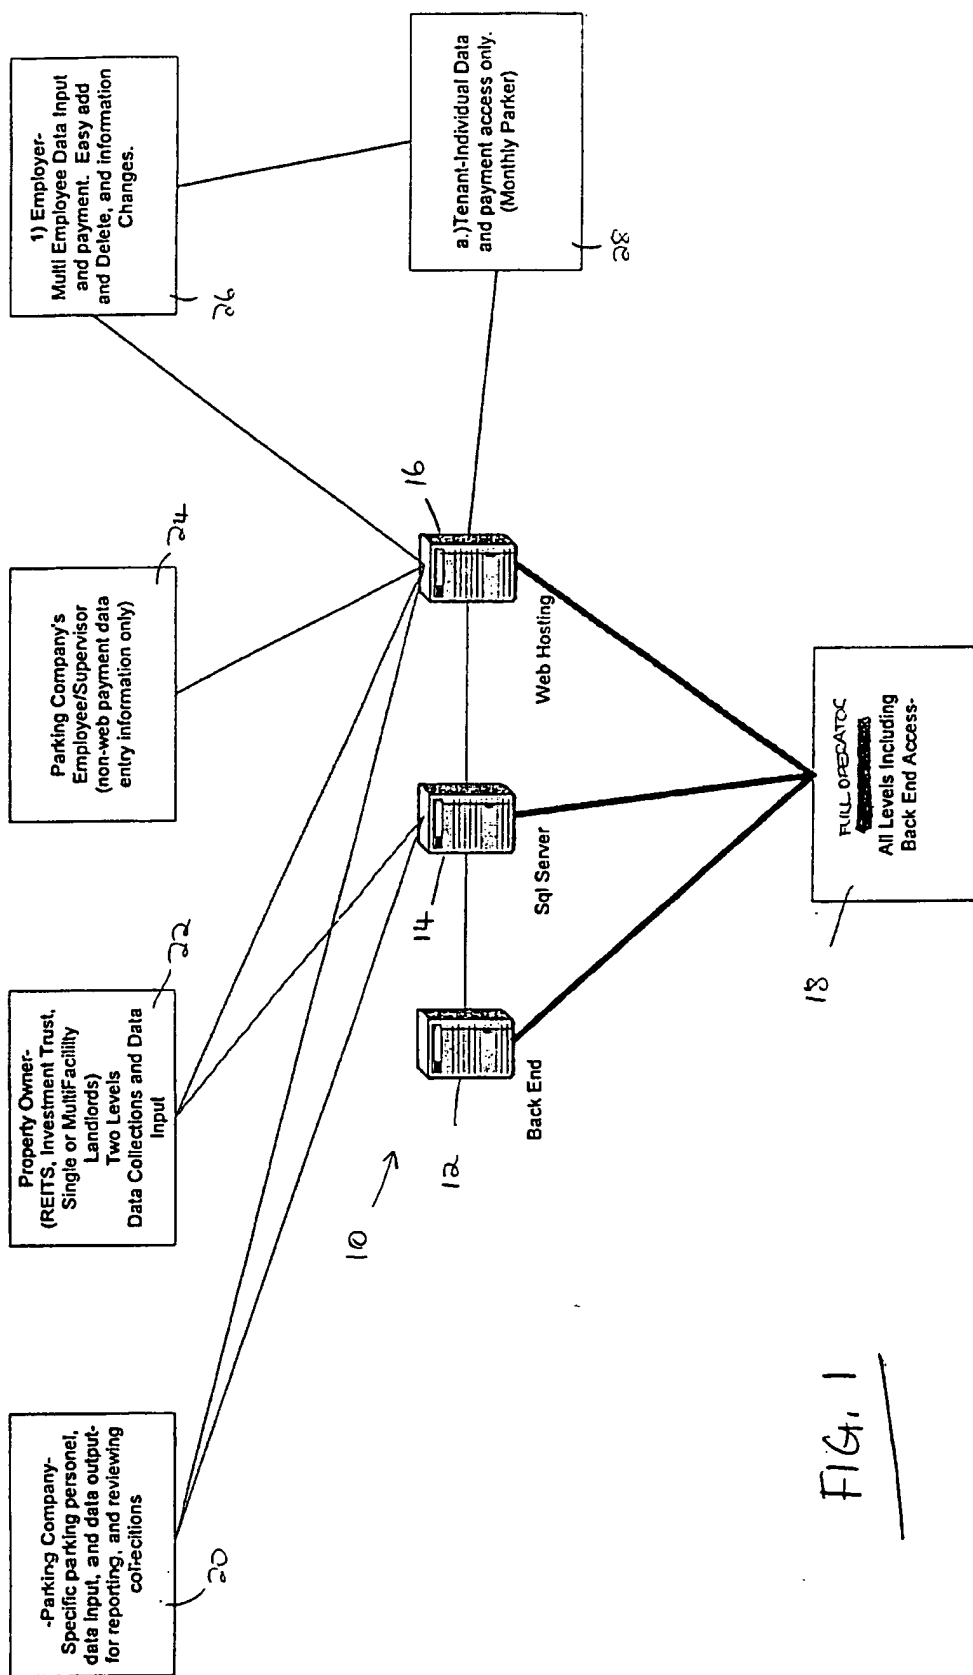 -Parking Company-
Specific parking personel,
data input, and data output-
for reporting, and reviewing
collecitions
20
Property Owner-
(REITS, Investment Trust,
Single or MultiFacility
Landlords)
Two Levels
Data Collections and Data
Input
22
Parking Company's
Employee/Supervisor
(non-web payment data
entry information only)
24
1) Employer-
Multi Employee Data Input
and payment. Easy add
and Delete, and information
Changes.
26
a.)Tenant-Individual Data
and payment access only.
(Monthly Parker)
28
10
12
Back End
14
Sql Server
16
Web Hosting
FULL OPERATOR
All Levels Including
Back End Access-
18
FIG. 1